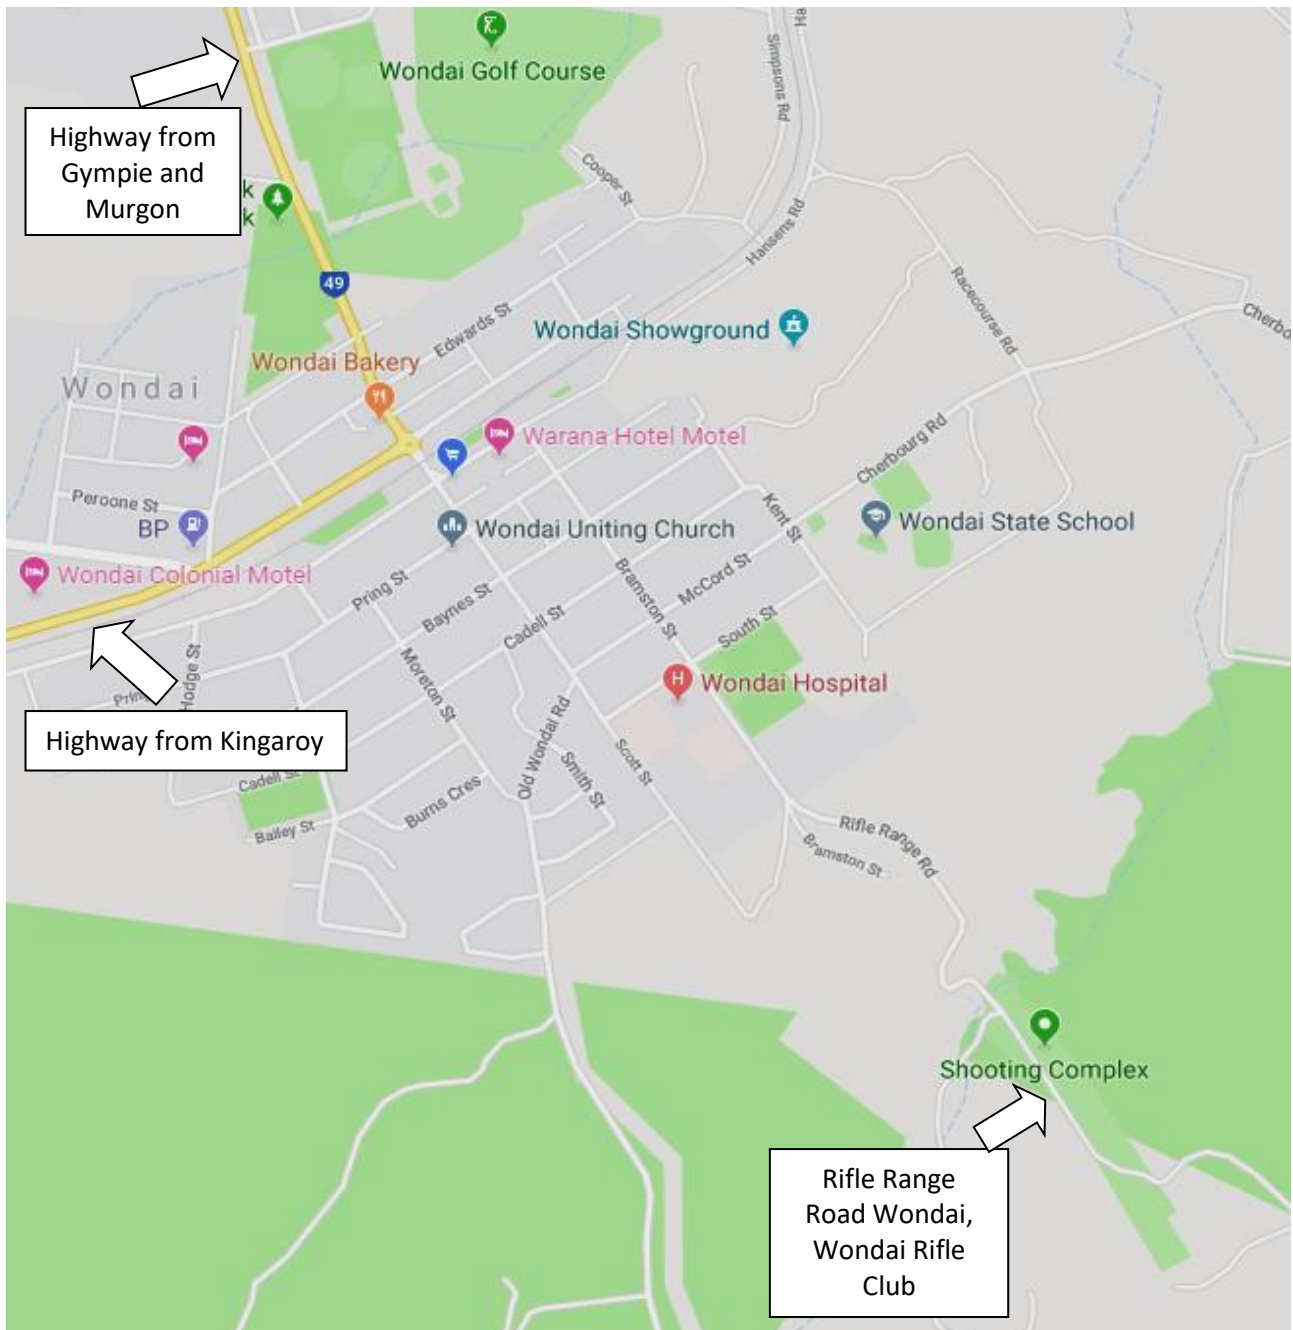 Wondai Golf Course
Simpsons Rd
Ha
Highway from
Gympie and
Murgon
k
k
Cooper St
Hansens Rd
49
Racecourse Rd
Edwards St
Wondai Showground
Cherbo
Wondai Bakery
Wondai
Warana Hotel Motel
Cherbourg Rd
Peroone St
BP
Kent St
Wondai Uniting Church
Wondai State School
Wondai Colonial Motel
Pring St
Baynes St
Cadell St
Bramston St
McCord St
South St
Hodge St
Moreton St
Pring
H
Wondai Hospital
Highway from Kingaroy
Old Wondai Rd
Scott St
Smith St
Cadell St
Burns Cres
Bailey St
Rifle Range Rd
Bramston St
Shooting Complex
Rifle Range
Road Wondai,
Wondai Rifle
Club